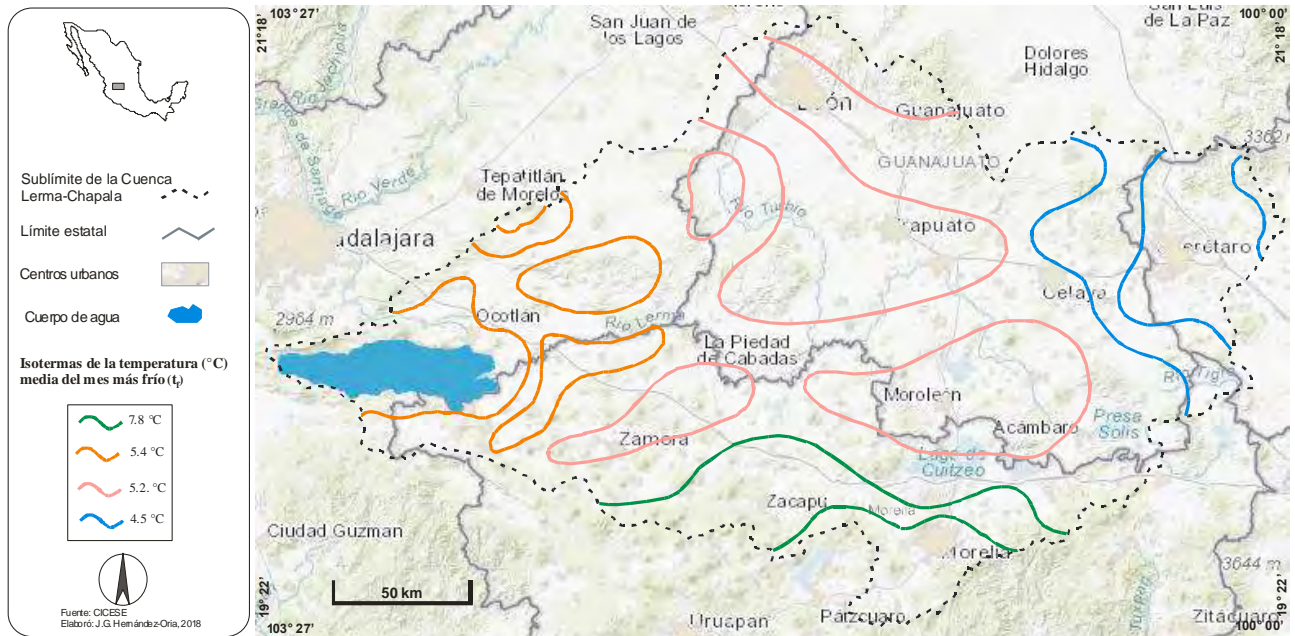 Sublímite de la Cuenca
Lerma-Chapala
Límite estatal
Centros urbanos
Cuerpo de agua
Isotermas de la temperatura (°C)
media del mes más frío (tᵢ)
7.8 °C
5.4 °C
5.2. °C
4.5 °C
Fuente: CICESE
Elaboró: J.G. Hernández-Oria, 2018
103° 27'
21° 18'
San Juan de
los Lagos
de La Paz
100° 00'
21° 18'
Dolores
Hidalgo
Guanajuato
3362 m
GUANAJUATO
Río Verde
de Santiago
Tepatitlán
de Morelos
Río Turbio
adalajara
rapuato
erétaro
Celaya
2964 m
Ocotlán
Río Lerma
La Piedad
de Cabadas
Moroleón
Presa
Solís
Acámbaro
Zamora
Lago de
Cuitzeo
Zacapu
Morelia
Ciudad Guzman
Morelia
3644 m
50 km
19° 22'
103° 27'
Uruapan
Pátzcuaro
Zitácuaro
19° 22'
100° 00'